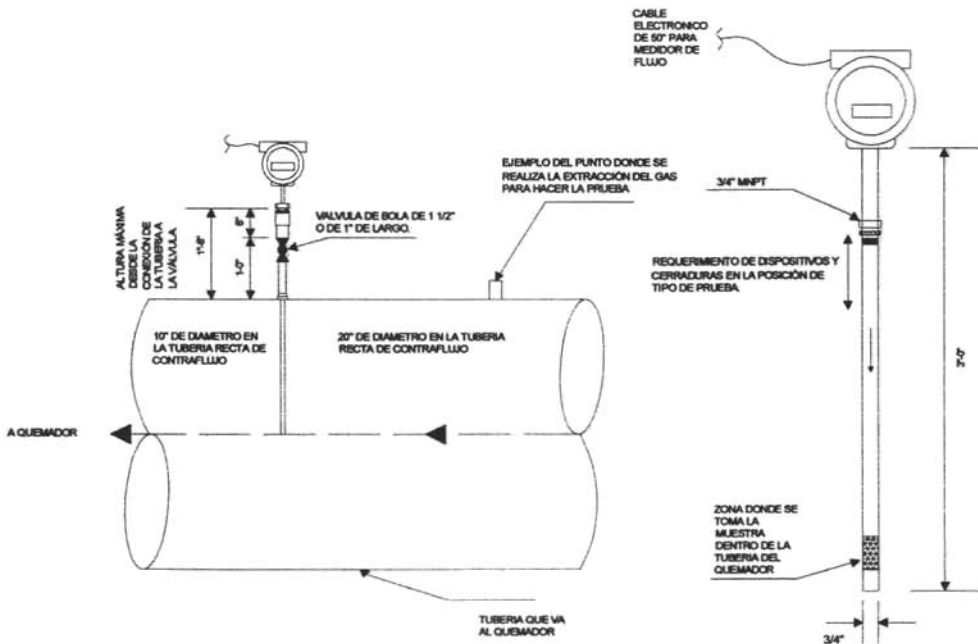 CABLE
ELECTRONICO
DE 50" PARA
MEDIDOR DE
FLUJO
EJEMPLO DEL PUNTO DONDE SE
REALIZA LA EXTRACCIÓN DEL GAS
PARA HACER LA PRUEBA
3/4" MNPT
VALVULA DE BOLA DE 1 1/2"
O DE 1" DE LARGO.
ALTURA MÁXIMA
DESDE LA
CONEXIÓN DE
LA TUBERIA A
LA VÁLVULA
1'-6"
6"
1'-0"
REQUERIMIENTO DE DISPOSITIVOS Y
CERRADURAS EN LA POSICIÓN DE
TIPO DE PRUEBA
10" DE DIAMETRO EN
LA TUBERIA RECTA DE
CONTRAFLUJO
20" DE DIAMETRO EN LA TUBERIA
RECTA DE CONTRAFLUJO
3'-0"
A QUEMADOR
ZONA DONDE SE
TOMA LA
MUESTRA
DENTRO DE LA
TUBERIA DEL
QUEMADOR
TUBERIA QUE VA
AL QUEMADOR
3/4"